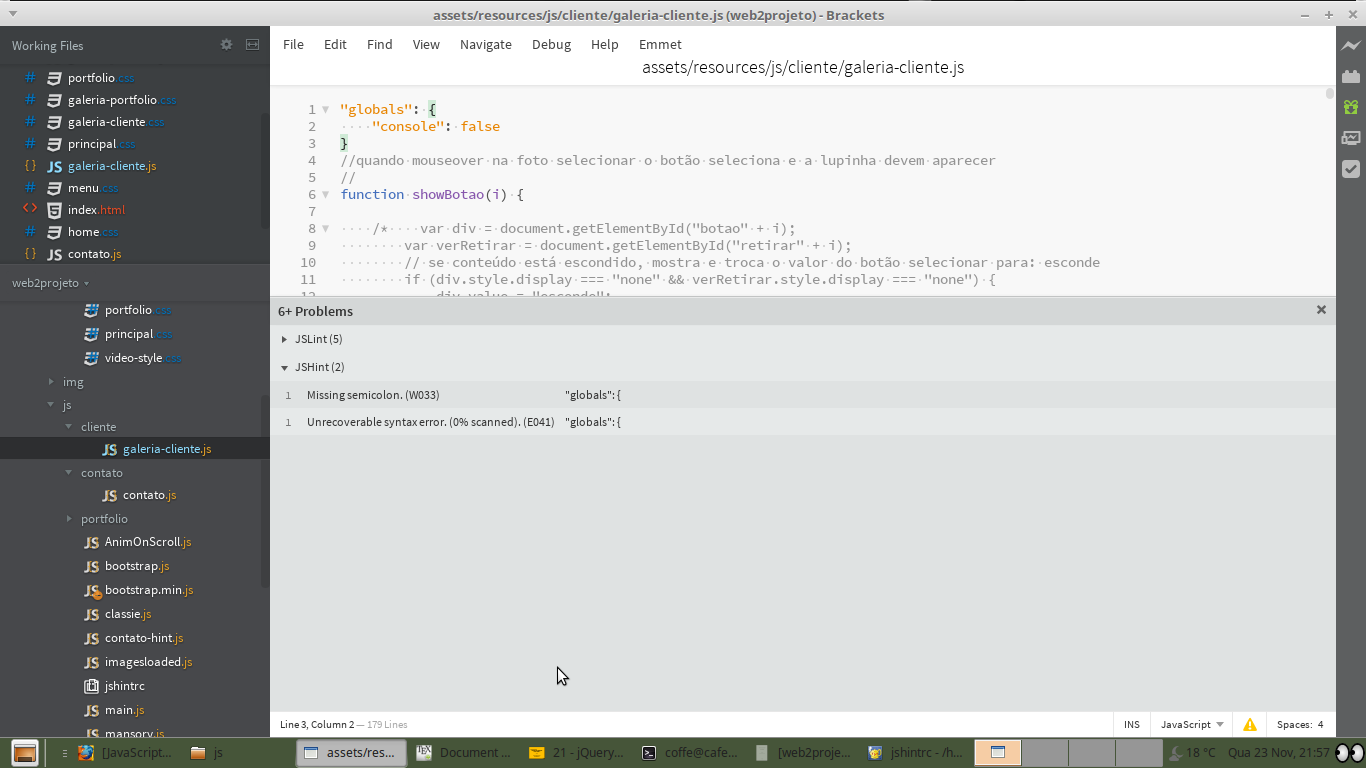 assets/resources/js/cliente/galeria-cliente.js (web2projeto) - Brackets
Working Files
portfolio.css
galeria-portfolio.css
galeria-cliente.css
principal.css
galeria-cliente.js
menu.css
index.html
home.css
contato.js
web2projeto
portfolio.css
principal.css
video-style.css
img
js
cliente
galeria-cliente.js
contato
contato.js
portfolio
AnimOnScroll.js
bootstrap.js
bootstrap.min.js
classie.js
contato-hint.js
imagesloaded.js
jshintrc
main.js
mansory.js
File Edit Find View Navigate Debug Help Emmet
assets/resources/js/cliente/galeria-cliente.js
1 "globals": {
2 "console": false
3 }
4 //quando mouseover na foto selecionar o botão seleciona e a lupinha devem aparecer
5 //
6 function showBotao(i) {
7
8 /* var div = document.getElementById("botao" + i);
9 var verRetirar = document.getElementById("retirar" + i);
10 // se conteúdo está escondido, mostra e troca o valor do botão selecionar para: esconde
11 if (div.style.display === "none" && verRetirar.style.display === "none") {
12 div.value = "esconde";
6+ Problems
JSLint (5)
JSHint (2)
1 Missing semicolon. (W033) "globals": {
1 Unrecoverable syntax error. (0% scanned). (E041) "globals": {
Line 3, Column 2 — 179 Lines
INS JavaScript Spaces: 4
[JavaScript... js assets/res... Document ... 21 - jQuery... coffe@cafe... [web2proje... jshintrc - /h... 18 °C Qua 23 Nov, 21:57